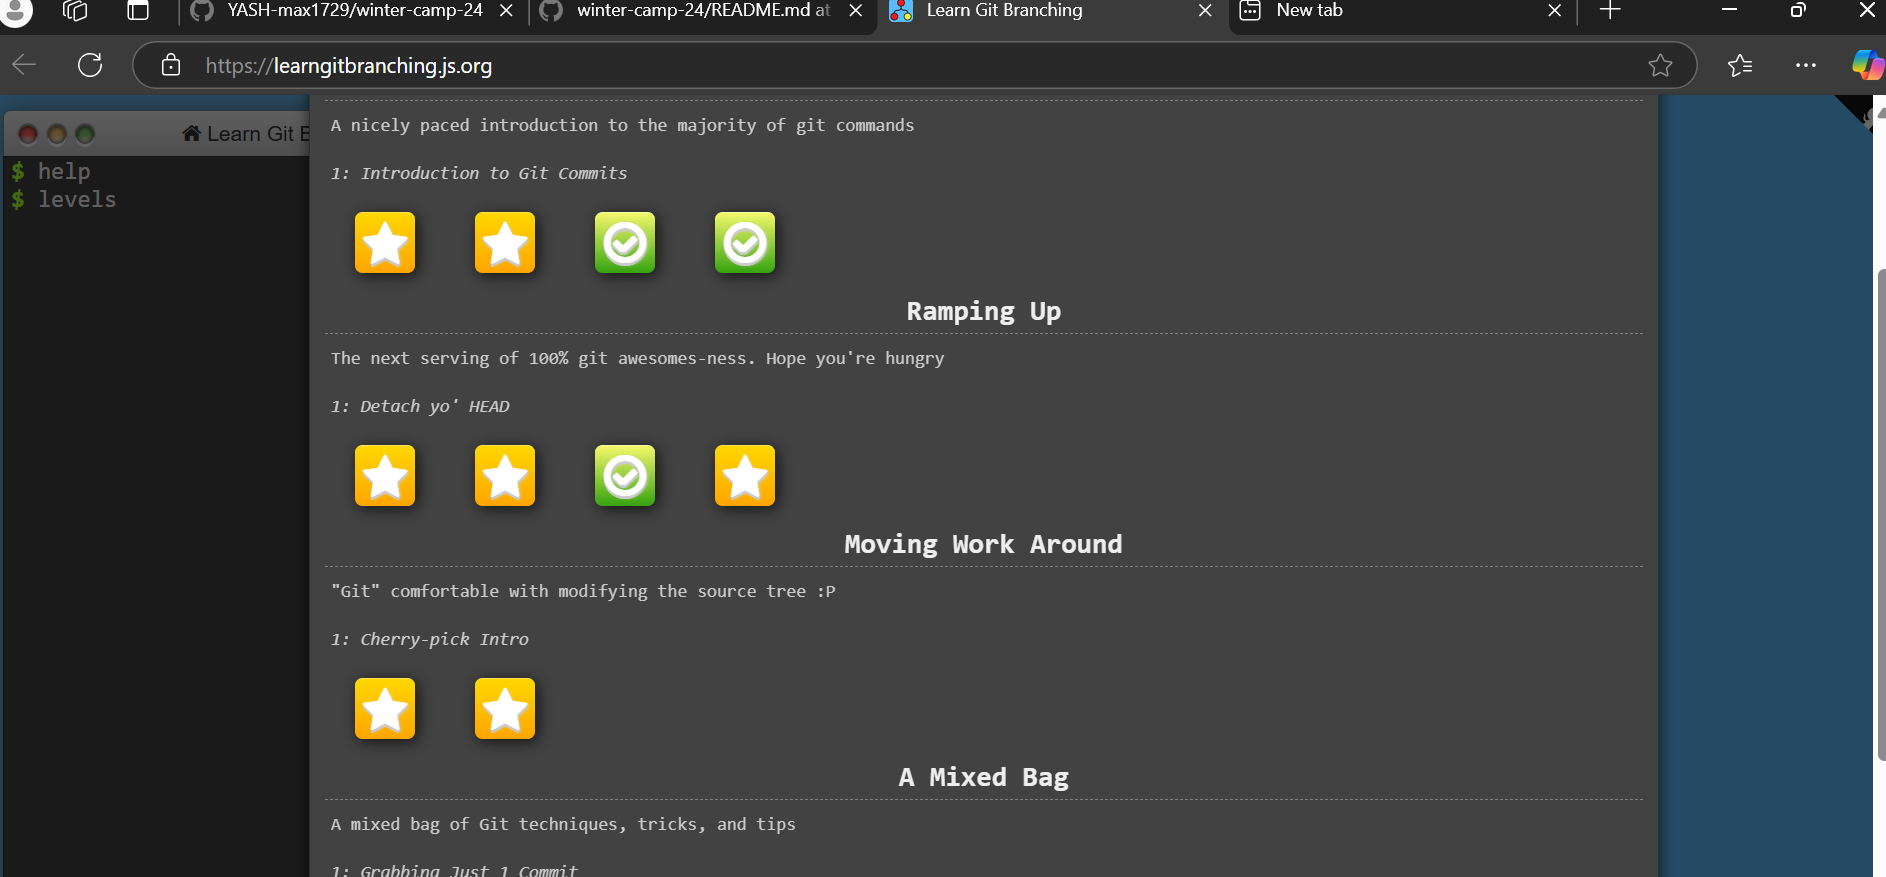 YASH-max1729/winter-camp-24
winter-camp-24/README.md at
Learn Git Branching
New tab
https://learngitbranching.js.org
Learn Git B
$ help
$ levels
A nicely paced introduction to the majority of git commands
1: Introduction to Git Commits
Ramping Up
The next serving of 100% git awesomes-ness. Hope you're hungry
1: Detach yo' HEAD
Moving Work Around
"Git" comfortable with modifying the source tree :P
1: Cherry-pick Intro
A Mixed Bag
A mixed bag of Git techniques, tricks, and tips
1: Grabbing Just 1 Commit